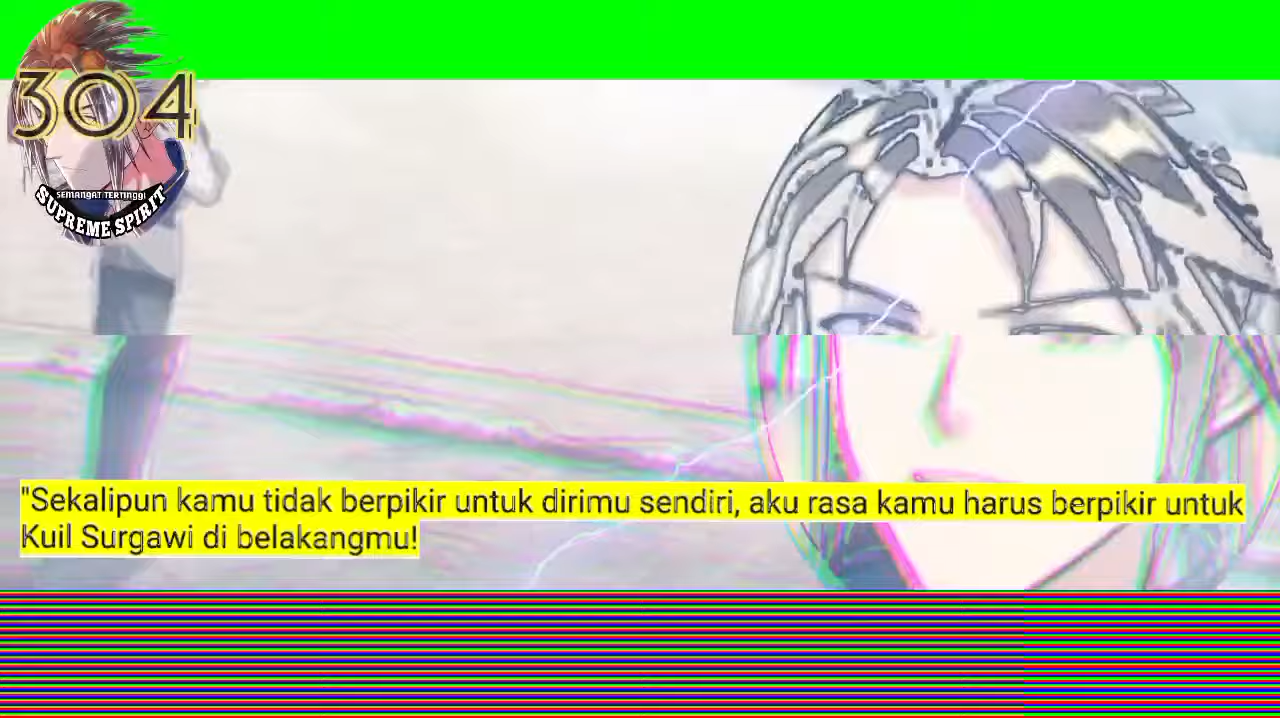 304
SEMANGAT TERTINGGI
SUPREME SPIRIT
"Sekalipun kamu tidak berpikir untuk dirimu sendiri, aku rasa kamu harus berpikir untuk
Kuil Surgawi di belakangmu!